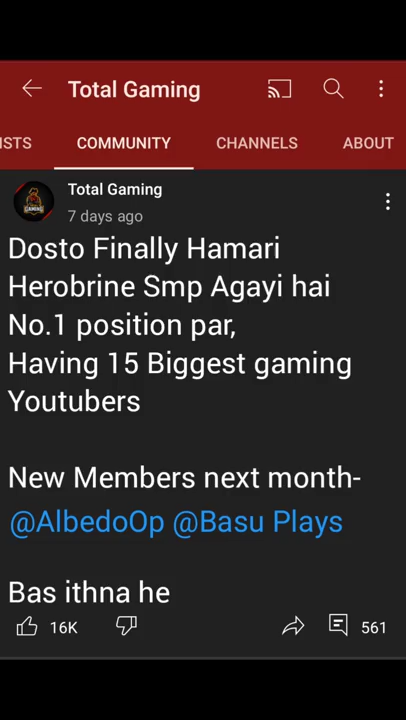 Total Gaming
ISTS COMMUNITY CHANNELS ABOUT
Total Gaming
7 days ago
Dosto Finally Hamari
Herobrine Smp Agayi hai
No.1 position par,
Having 15 Biggest gaming
Youtubers
New Members next month-
@AlbedoOp @Basu Plays
Bas ithna he
16K 561